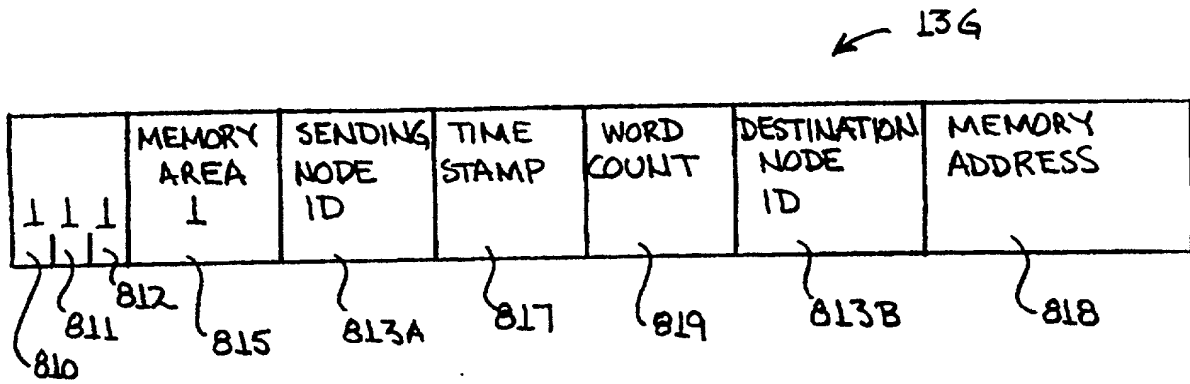 13G
1 1 1
MEMORY
AREA
1
SENDING
NODE
ID
TIME
STAMP
WORD
COUNT
DESTINATION
NODE
ID
MEMORY
ADDRESS
810
811
812
815
813A
817
819
813B
818